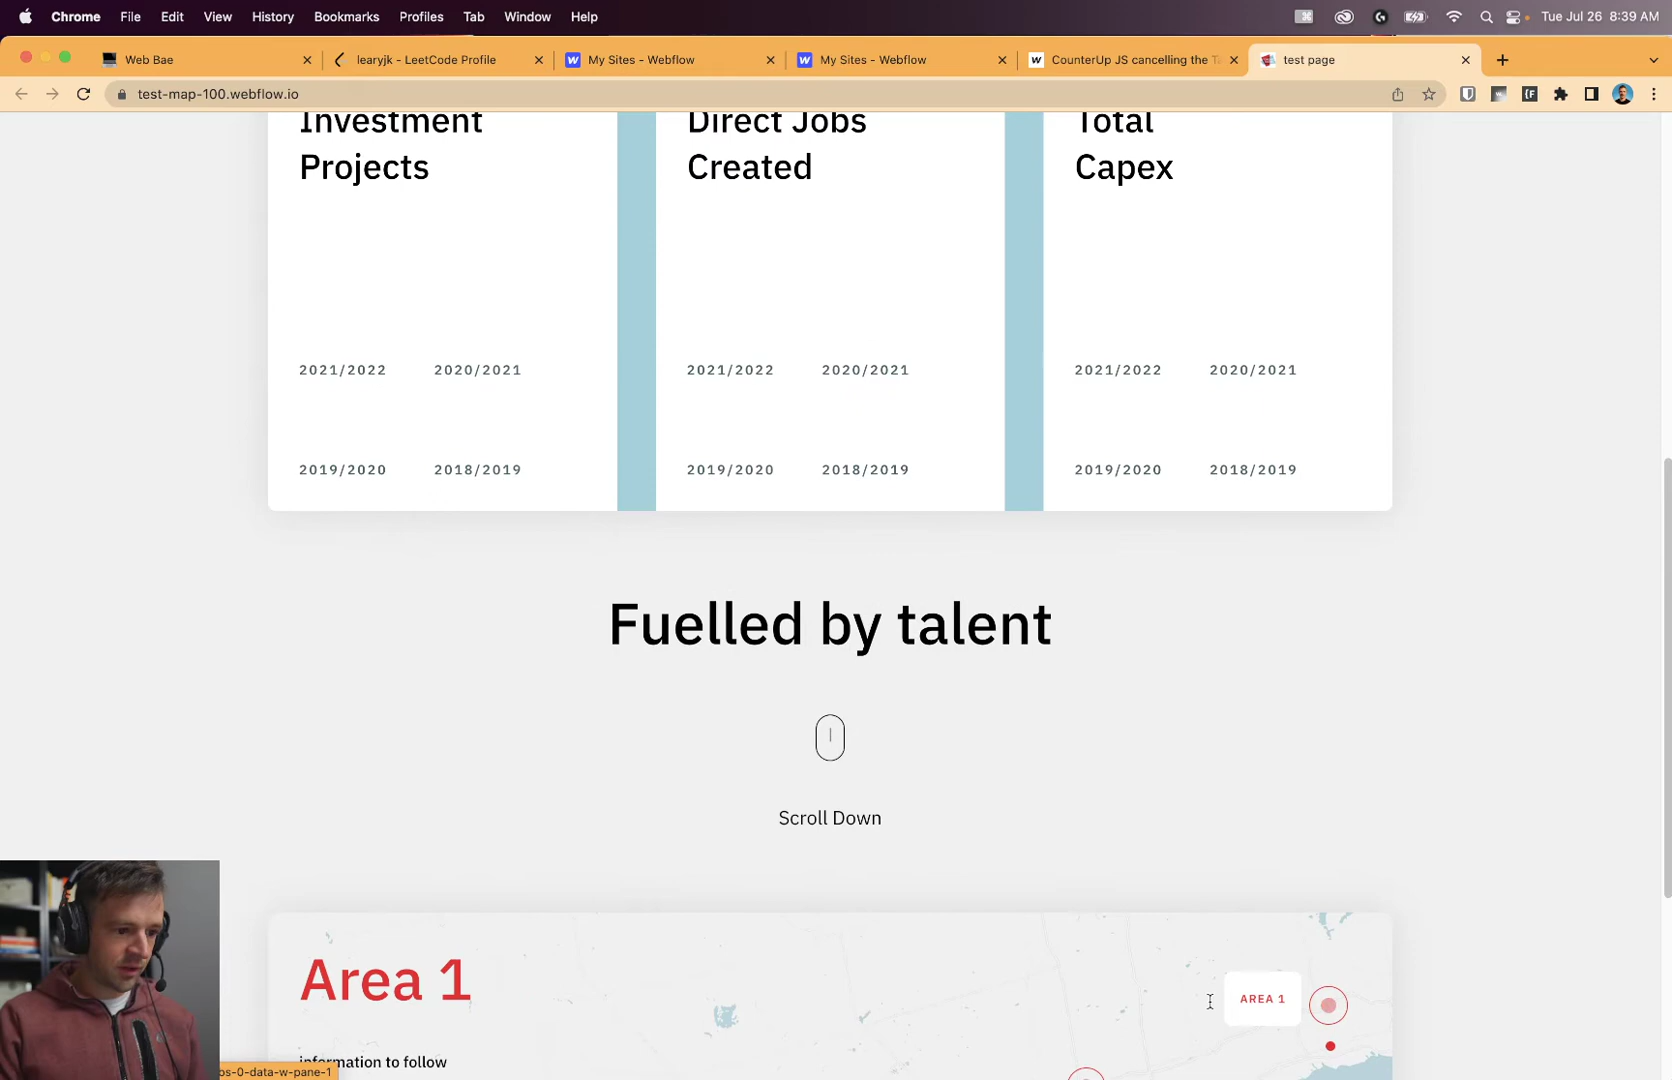 Chrome File Edit View History Bookmarks Profiles Tab Window Help Tue Jul 26 8:39 AM
Web Bae learyjk - LeetCode Profile My Sites - Webflow My Sites - Webflow CounterUp JS cancelling the test page
test-map-100.webflow.io
Investment Projects
Direct Jobs Created
Total Capex
2021/2022 2020/2021 2021/2022 2020/2021 2021/2022 2020/2021
2019/2020 2018/2019 2019/2020 2018/2019 2019/2020 2018/2019
Fuelled by talent
Scroll Down
Area 1
AREA 1
information to follow
os-0-data-w-pane-1